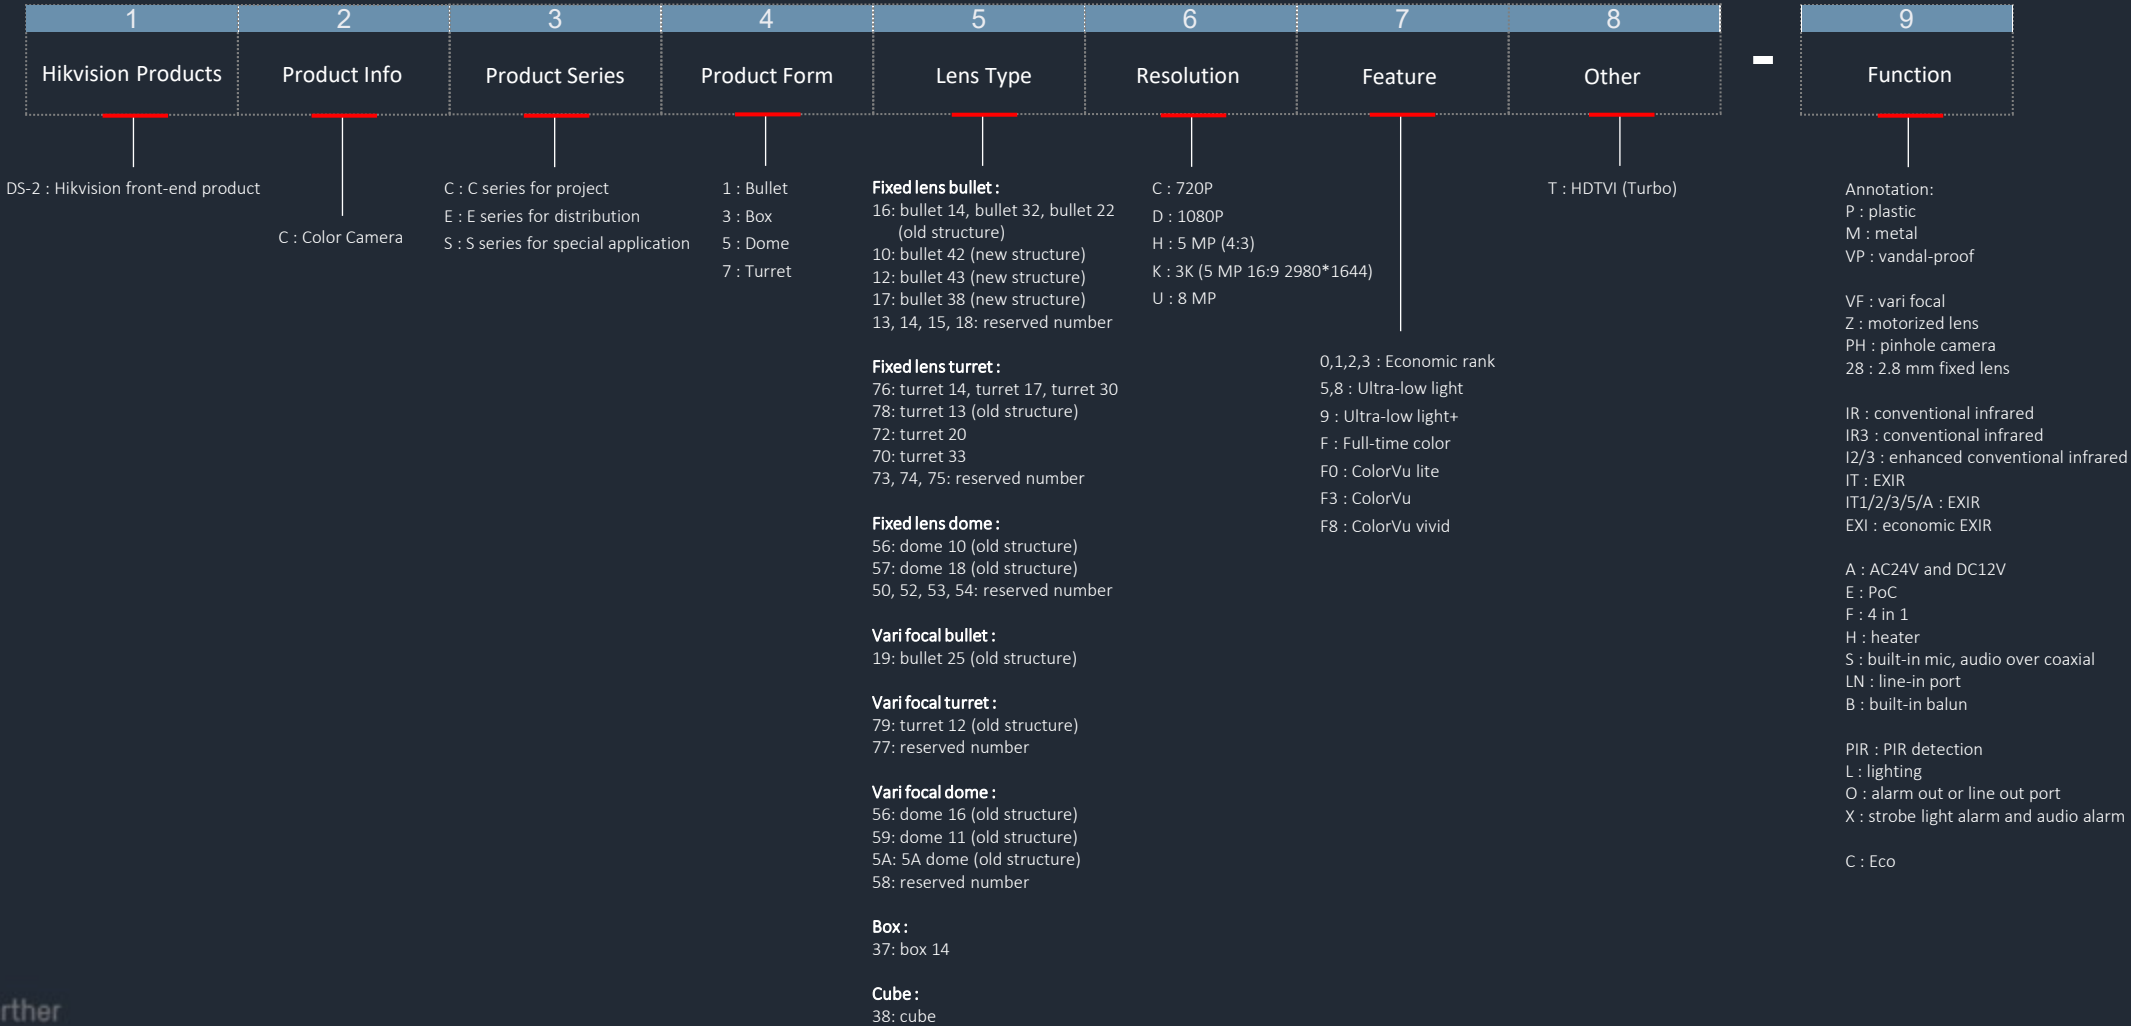 1
2
3
4
5
6
7
8
9
Hikvision Products
Product Info
Product Series
Product Form
Lens Type
Resolution
Feature
Other
-
Function
DS-2 : Hikvision front-end product
C : Color Camera
C : C series for project
E : E series for distribution
S : S series for special application
1 : Bullet
3 : Box
5 : Dome
7 : Turret
Fixed lens bullet :
16: bullet 14, bullet 32, bullet 22
(old structure)
10: bullet 42 (new structure)
12: bullet 43 (new structure)
17: bullet 38 (new structure)
13, 14, 15, 18: reserved number
Fixed lens turret :
76: turret 14, turret 17, turret 30
78: turret 13 (old structure)
72: turret 20
70: turret 33
73, 74, 75: reserved number
Fixed lens dome :
56: dome 10 (old structure)
57: dome 18 (old structure)
50, 52, 53, 54: reserved number
Vari focal bullet :
19: bullet 25 (old structure)
Vari focal turret :
79: turret 12 (old structure)
77: reserved number
Vari focal dome :
56: dome 16 (old structure)
59: dome 11 (old structure)
5A: 5A dome (old structure)
58: reserved number
Box :
37: box 14
Cube :
38: cube
C : 720P
D : 1080P
H : 5 MP (4:3)
K : 3K (5 MP 16:9 2980*1644)
U : 8 MP
0,1,2,3 : Economic rank
5,8 : Ultra-low light
9 : Ultra-low light+
F : Full-time color
F0 : ColorVu lite
F3 : ColorVu
F8 : ColorVu vivid
T : HDTVI (Turbo)
Annotation:
P : plastic
M : metal
VP : vandal-proof
VF : vari focal
Z : motorized lens
PH : pinhole camera
28 : 2.8 mm fixed lens
IR : conventional infrared
IR3 : conventional infrared
I2/3 : enhanced conventional infrared
IT : EXIR
IT1/2/3/5/A : EXIR
EXI : economic EXIR
A : AC24V and DC12V
E : PoC
F : 4 in 1
H : heater
S : built-in mic, audio over coaxial
LN : line-in port
B : built-in balun
PIR : PIR detection
L : lighting
O : alarm out or line out port
X : strobe light alarm and audio alarm
C : Eco
rther